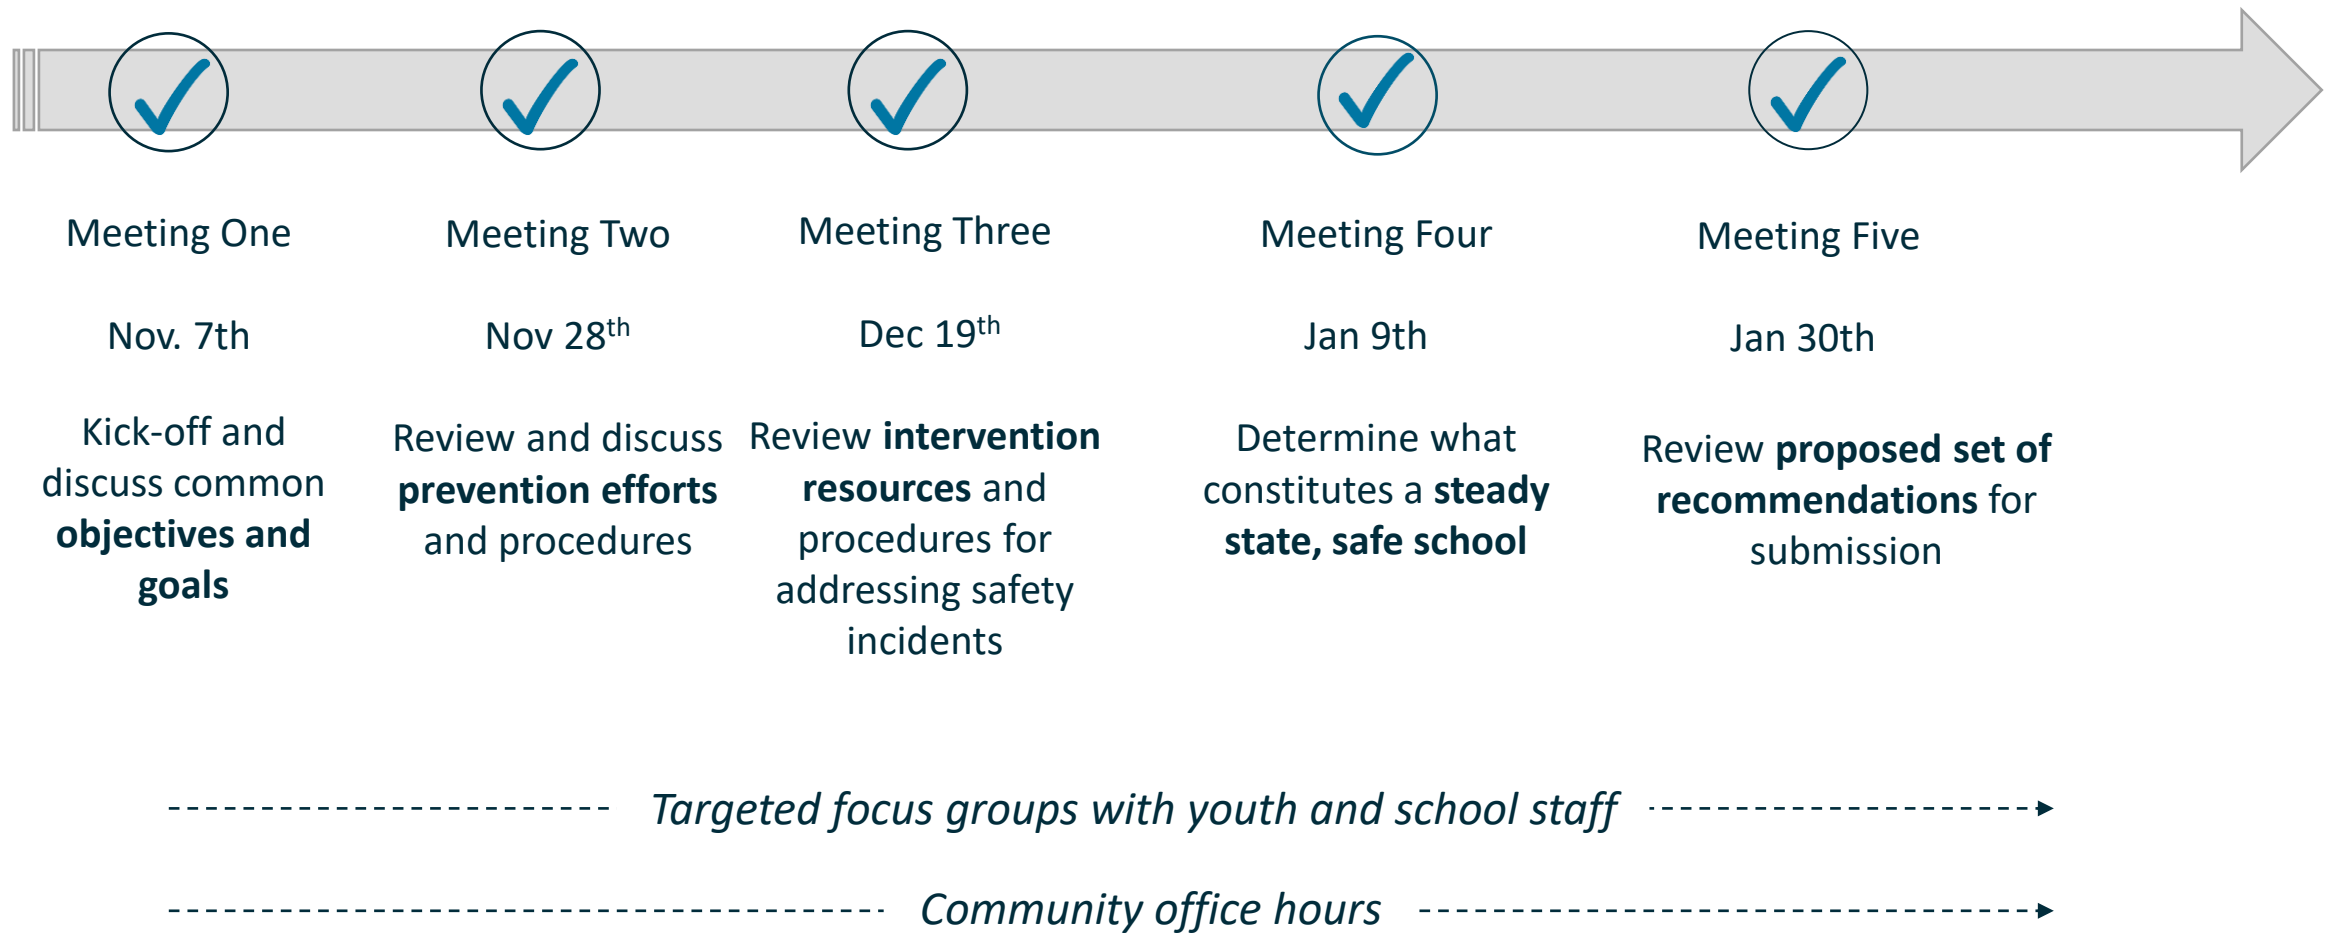 Meeting One
Nov. 7th
Kick-off and
discuss common
objectives and
goals
Meeting Two
Nov 28th
Review and discuss
prevention efforts
and procedures
Meeting Three
Dec 19th
Review intervention
resources and
procedures for
addressing safety
incidents
Meeting Four
Jan 9th
Determine what
constitutes a steady
state, safe school
Meeting Five
Jan 30th
Review proposed set of
recommendations for
submission
Targeted focus groups with youth and school staff
Community office hours